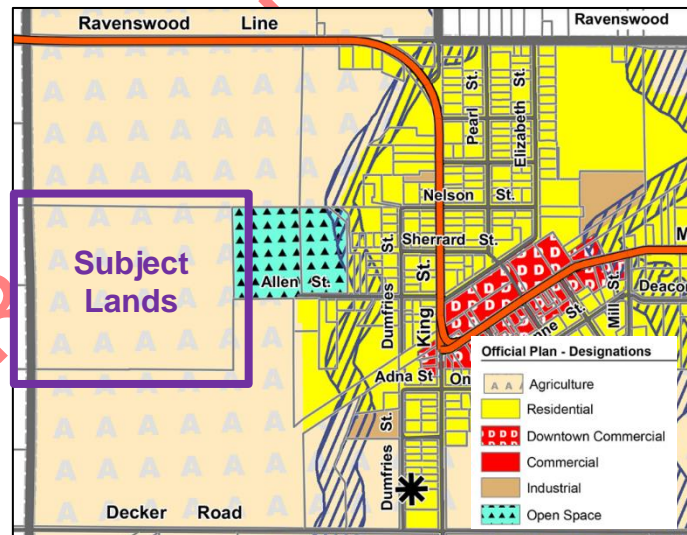 Ravenswood Line
Ravenswood
Pearl St.
Elizabeth St.
Nelson St.
Dumfries St.
Sherrard St.
King St.
Subject
Lands
Allen St.
Mill St.
Deacon
Adna St
On
Dumfries St.
Decker Road
Official Plan - Designations
Agriculture
Residential
Downtown Commercial
Commercial
Industrial
Open Space